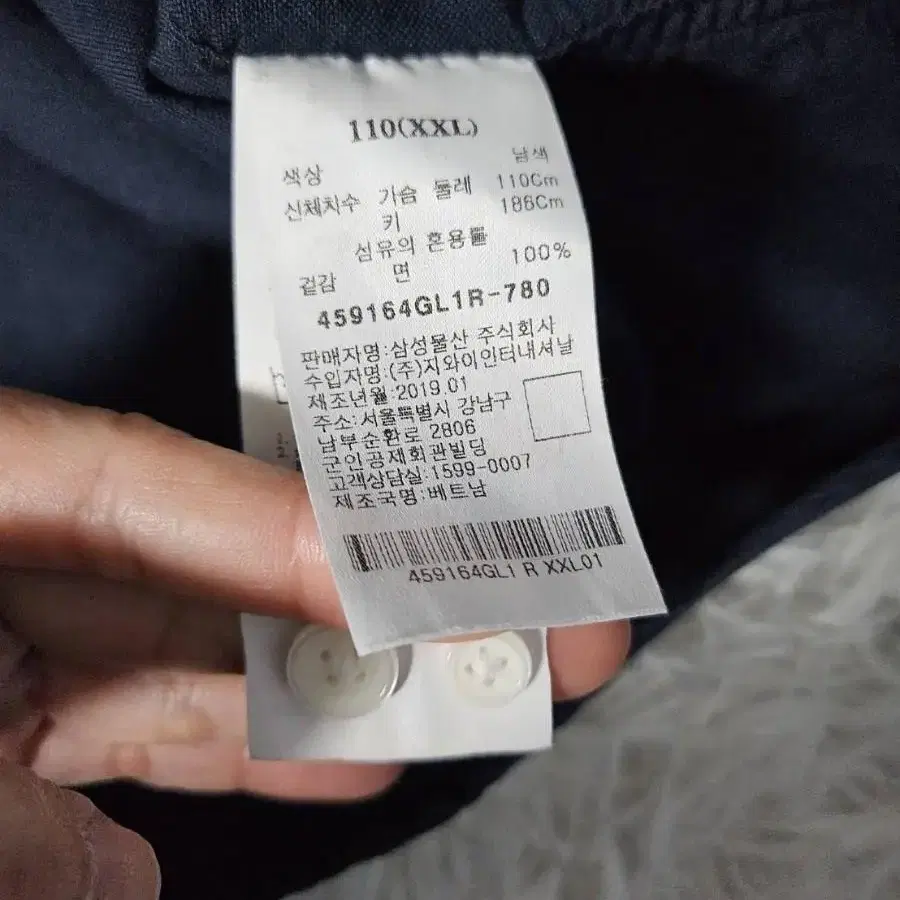 110(XXL)
색상 남색
신체치수 가슴 둘레 110Cm
키 186Cm
섬유의 혼용률
겉감 면 100%
459164GL1R-780
판매자명:삼성물산 주식회사
수입자명:(주)지와이인터내셔날
제조년월:2019.01
주소:서울특별시 강남구
남부순환로 2806
군인공제회관빌딩
고객상담실:1599-0007
제조국명:베트남
459164GL1 R XXL01